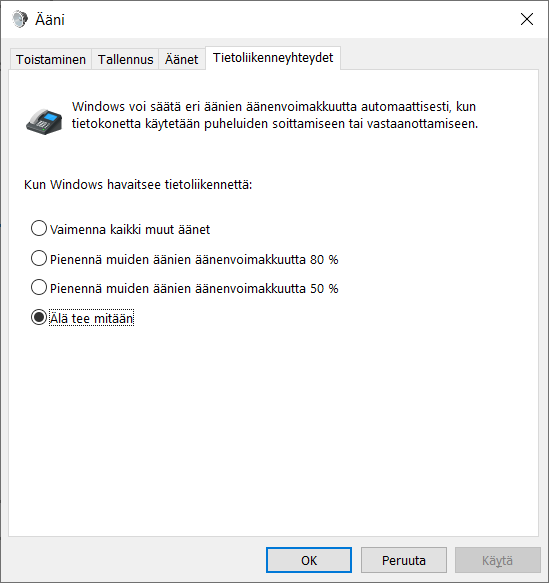 Ääni
Toistaminen Tallennus Äänet Tietoliikenneyhteydet
Windows voi säätä eri äänien äänenvoimakkuutta automaattisesti, kun
tietokonetta käytetään puheluiden soittamiseen tai vastaanottamiseen.
Kun Windows havaitsee tietoliikennettä:
Vaimenna kaikki muut äänet
Pienennä muiden äänien äänenvoimakkuutta 80 %
Pienennä muiden äänien äänenvoimakkuutta 50 %
Älä tee mitään
OK Peruuta Käytä